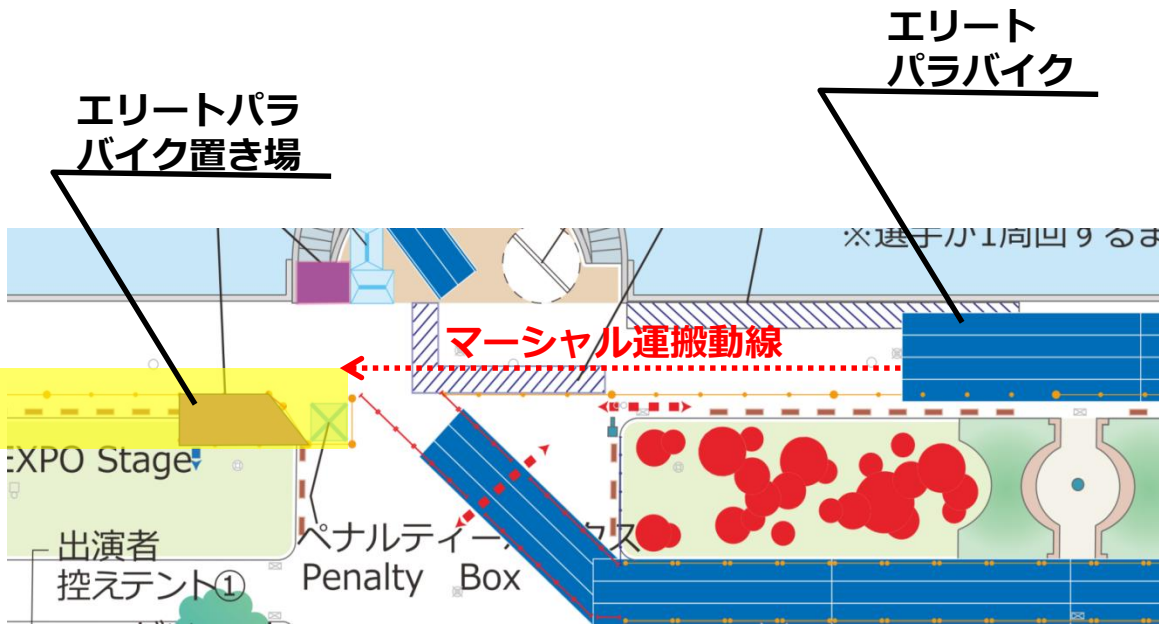 エリート
パラバイク
エリートパラ
バイク置き場
※選手が1周回するま
マーシャル運搬動線
EXPO Stage
出演者
控えテント①
ペナルティー
Penalty Box